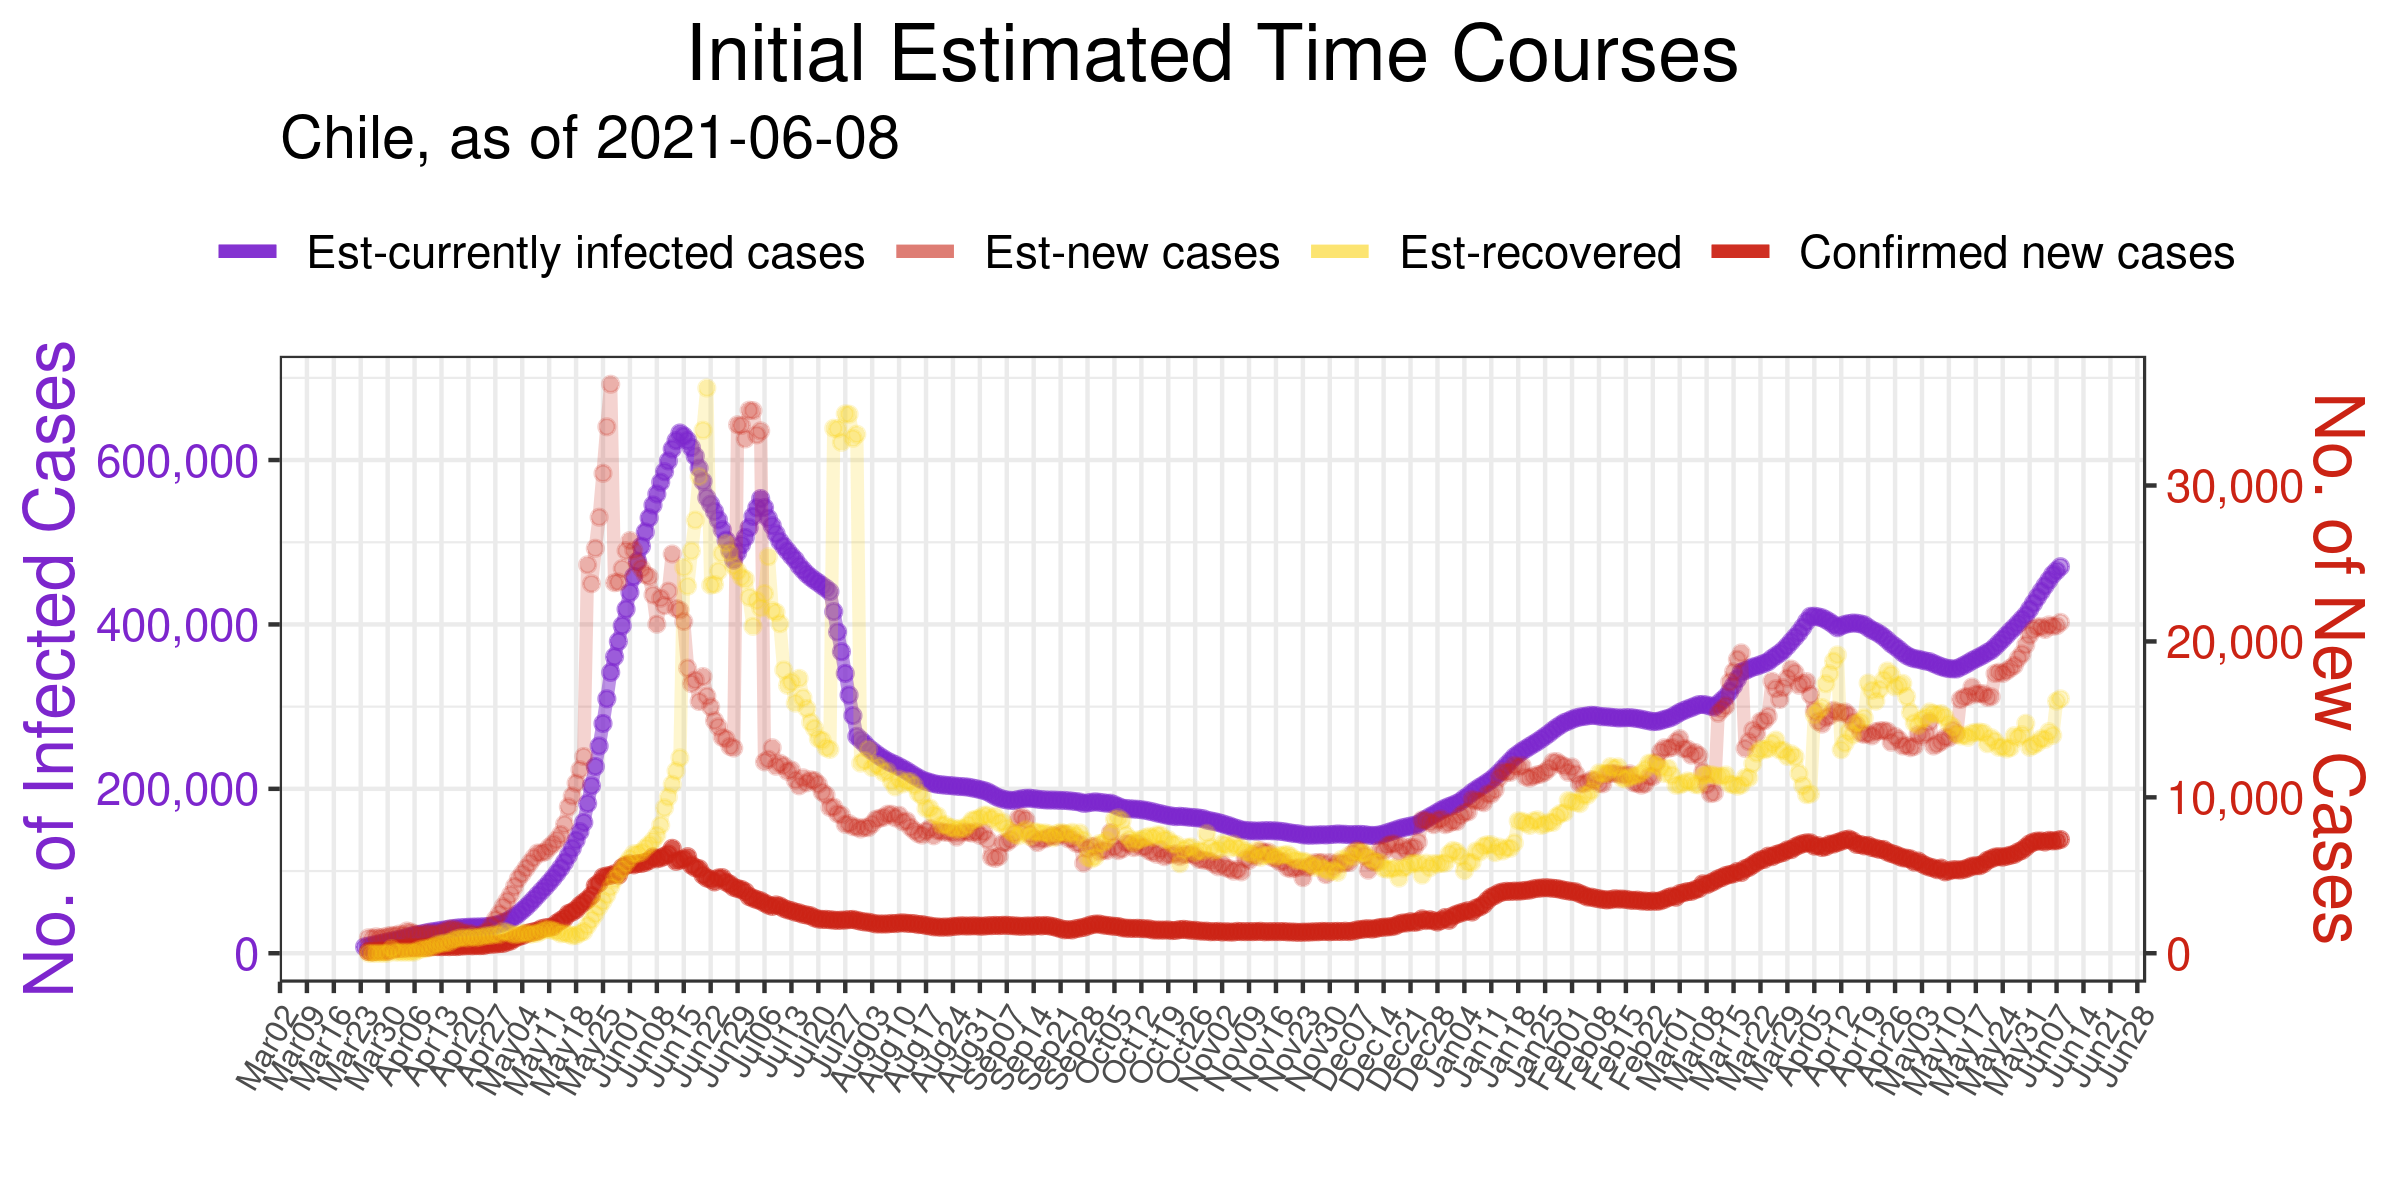 Initial Estimated Time Courses
Chile, as of 2021-06-08
Est-currently infected cases Est-new cases Est-recovered Confirmed new cases
No. of Infected Cases
600,000
400,000
200,000
0
30,000
20,000
10,000
0
No. of New Cases
Mar02 Mar09 Mar16 Mar23 Mar30 Apr06 Apr13 Apr20 Apr27 May04 May11 May18 May25 Jun01 Jun08 Jun15 Jun22 Jun29 Jul06 Jul13 Jul20 Jul27 Aug03 Aug10 Aug17 Aug24 Aug31 Sep07 Sep14 Sep21 Sep28 Oct05 Oct12 Oct19 Oct26 Nov02 Nov09 Nov16 Nov23 Nov30 Dec07 Dec14 Dec21 Dec28 Jan04 Jan11 Jan18 Jan25 Feb01 Feb08 Feb15 Feb22 Mar01 Mar08 Mar15 Mar22 Mar29 Apr05 Apr12 Apr19 Apr26 May03 May10 May17 May24 May31 Jun07 Jun14 Jun21 Jun28